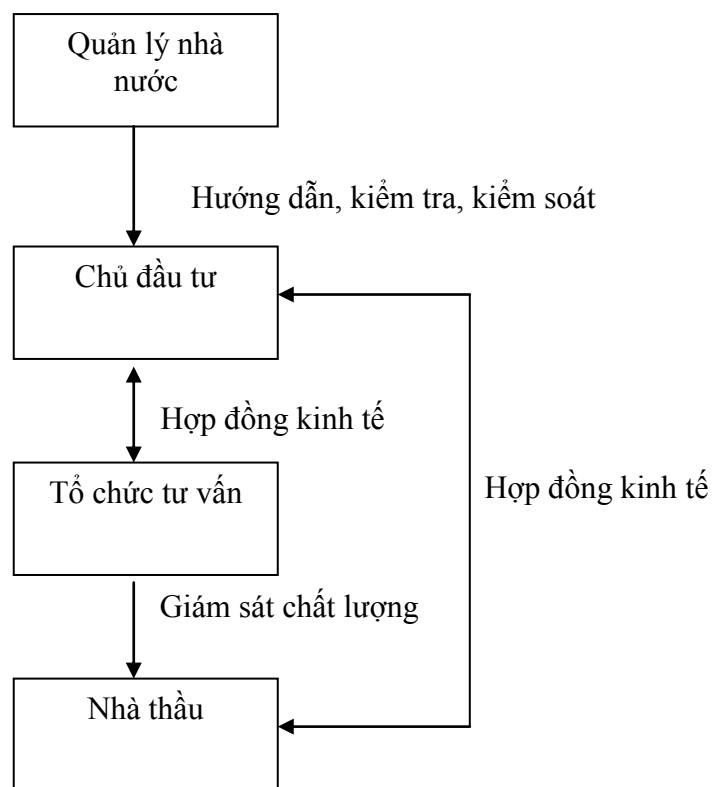 Quản lý nhà
nước
Hướng dẫn, kiểm tra, kiểm soát
Chủ đầu tư
Hợp đồng kinh tế
Tổ chức tư vấn
Hợp đồng kinh tế
Giám sát chất lượng
Nhà thầu